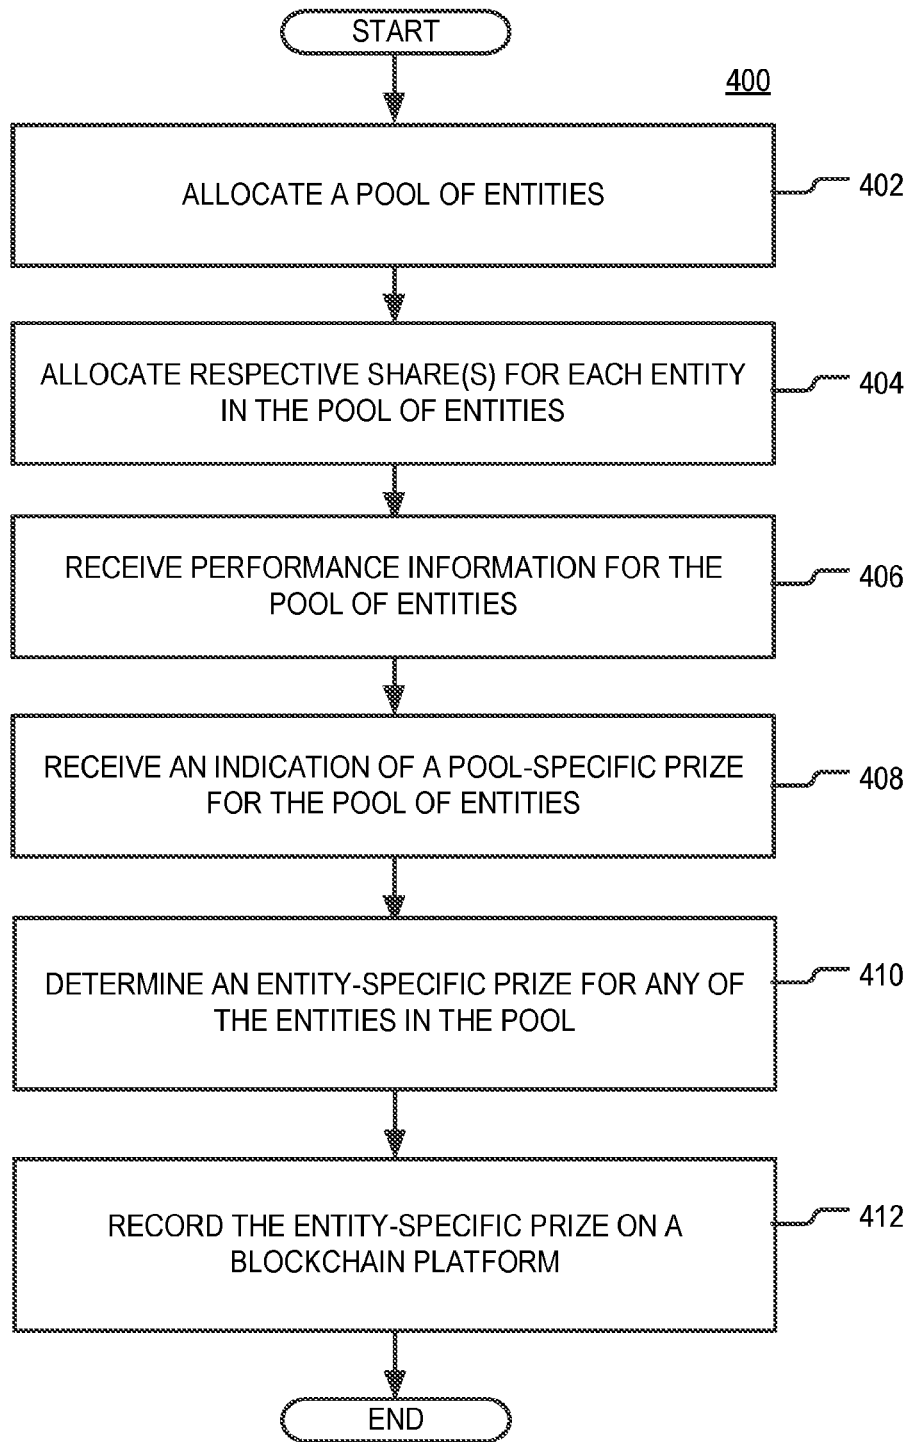 START
400
ALLOCATE A POOL OF ENTITIES
402
ALLOCATE RESPECTIVE SHARE(S) FOR EACH ENTITY
IN THE POOL OF ENTITIES
404
RECEIVE PERFORMANCE INFORMATION FOR THE
POOL OF ENTITIES
406
RECEIVE AN INDICATION OF A POOL-SPECIFIC PRIZE
FOR THE POOL OF ENTITIES
408
DETERMINE AN ENTITY-SPECIFIC PRIZE FOR ANY OF
THE ENTITIES IN THE POOL
410
RECORD THE ENTITY-SPECIFIC PRIZE ON A
BLOCKCHAIN PLATFORM
412
END